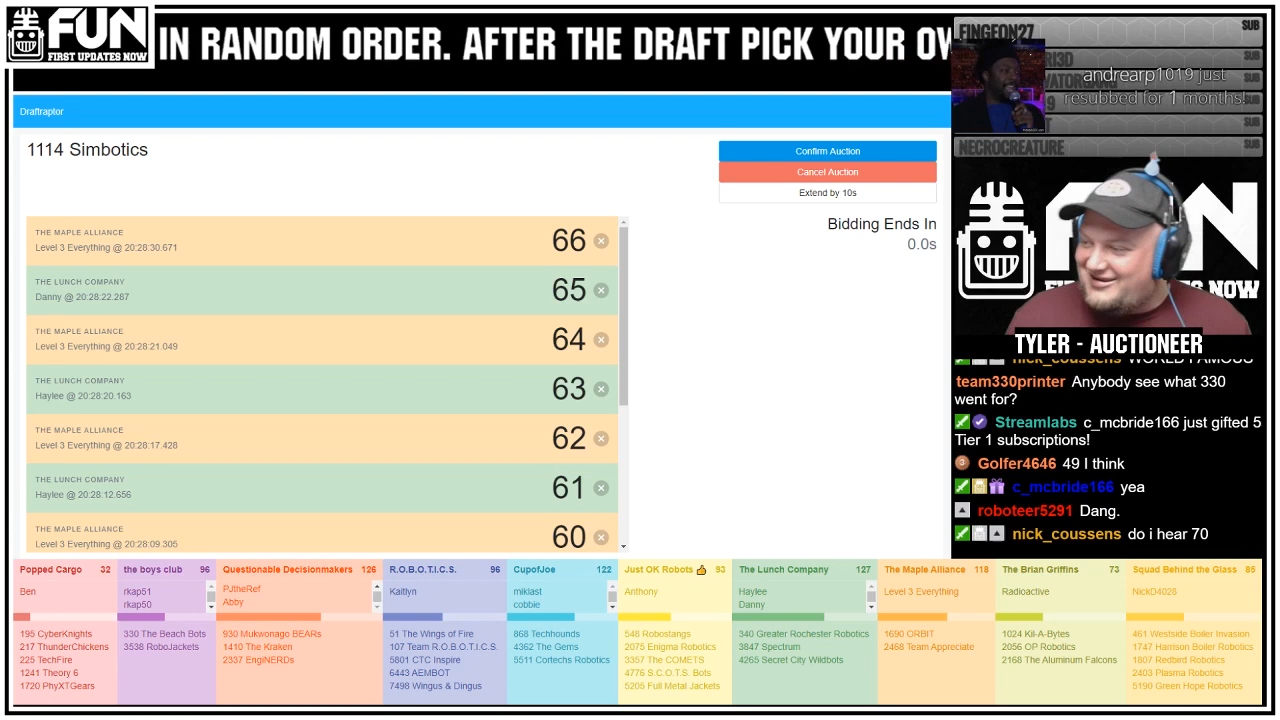 FUN
FIRST UPDATES NOW
IN RANDOM ORDER. AFTER THE DRAFT PICK YOUR OW
FINGEON27 SUB
RI3D SUB
VATORGANG SUB
9 SUB
T SUB
andrearp1019 just
resubbed for 1 months!
NECROCREATURE SUB
Draftraptor
1114 Simbotics
Confirm Auction
Cancel Auction
Extend by 10s
Bidding Ends In
0.0s
THE MAPLE ALLIANCE
Level 3 Everything @ 20:28:30.671
66
THE LUNCH COMPANY
Danny @ 20:28:22.287
65
THE MAPLE ALLIANCE
Level 3 Everything @ 20:28:21.049
64
THE LUNCH COMPANY
Haylee @ 20:28:20.163
63
THE MAPLE ALLIANCE
Level 3 Everything @ 20:28:17.428
62
THE LUNCH COMPANY
Haylee @ 20:28:12.656
61
THE MAPLE ALLIANCE
Level 3 Everything @ 20:28:09.305
60
TYLER - AUCTIONEER
nick_coussens WORLD FAMOUS
team330printer Anybody see what 330
went for?
Streamlabs c_mcbride166 just gifted 5
Tier 1 subscriptions!
Golfer4646 49 I think
c_mcbride166 yea
roboteer5291 Dang.
nick_coussens do i hear 70
Popped Cargo 32
Ben
195 CyberKnights
217 ThunderChickens
225 TechFire
1241 Theory 6
1720 PhyXTGears
the boys club 96
rkap51
rkap50
330 The Beach Bots
3538 RoboJackets
Questionable Decisionmakers 126
PJtheRef
Abby
930 Mukwonago BEARs
1410 The Kraken
2337 EngiNERDs
R.O.B.O.T.I.C.S. 96
Kaitlyn
51 The Wings of Fire
107 Team R.O.B.O.T.I.C.S.
5801 CTC Inspire
6443 AEMBOT
7498 Wingus & Dingus
CupofJoe 122
miklast
cobbie
868 Techhounds
4362 The Gems
5511 Cortechs Robotics
Just OK Robots 👍 93
Anthony
548 Robostangs
2075 Enigma Robotics
3357 The COMETS
4776 S.C.O.T.S. Bots
5205 Full Metal Jackets
The Lunch Company 127
Haylee
Danny
340 Greater Rochester Robotics
3847 Spectrum
4265 Secret City Wildbots
The Maple Alliance 118
Level 3 Everything
1690 ORBIT
2468 Team Appreciate
The Brian Griffins 73
Radioactive
1024 Kil-A-Bytes
2056 OP Robotics
2168 The Aluminum Falcons
Squad Behind the Glass 85
NickD4028
461 Westside Boiler Invasion
1747 Harrison Boiler Robotics
1807 Redbird Robotics
2403 Plasma Robotics
5190 Green Hope Robotics